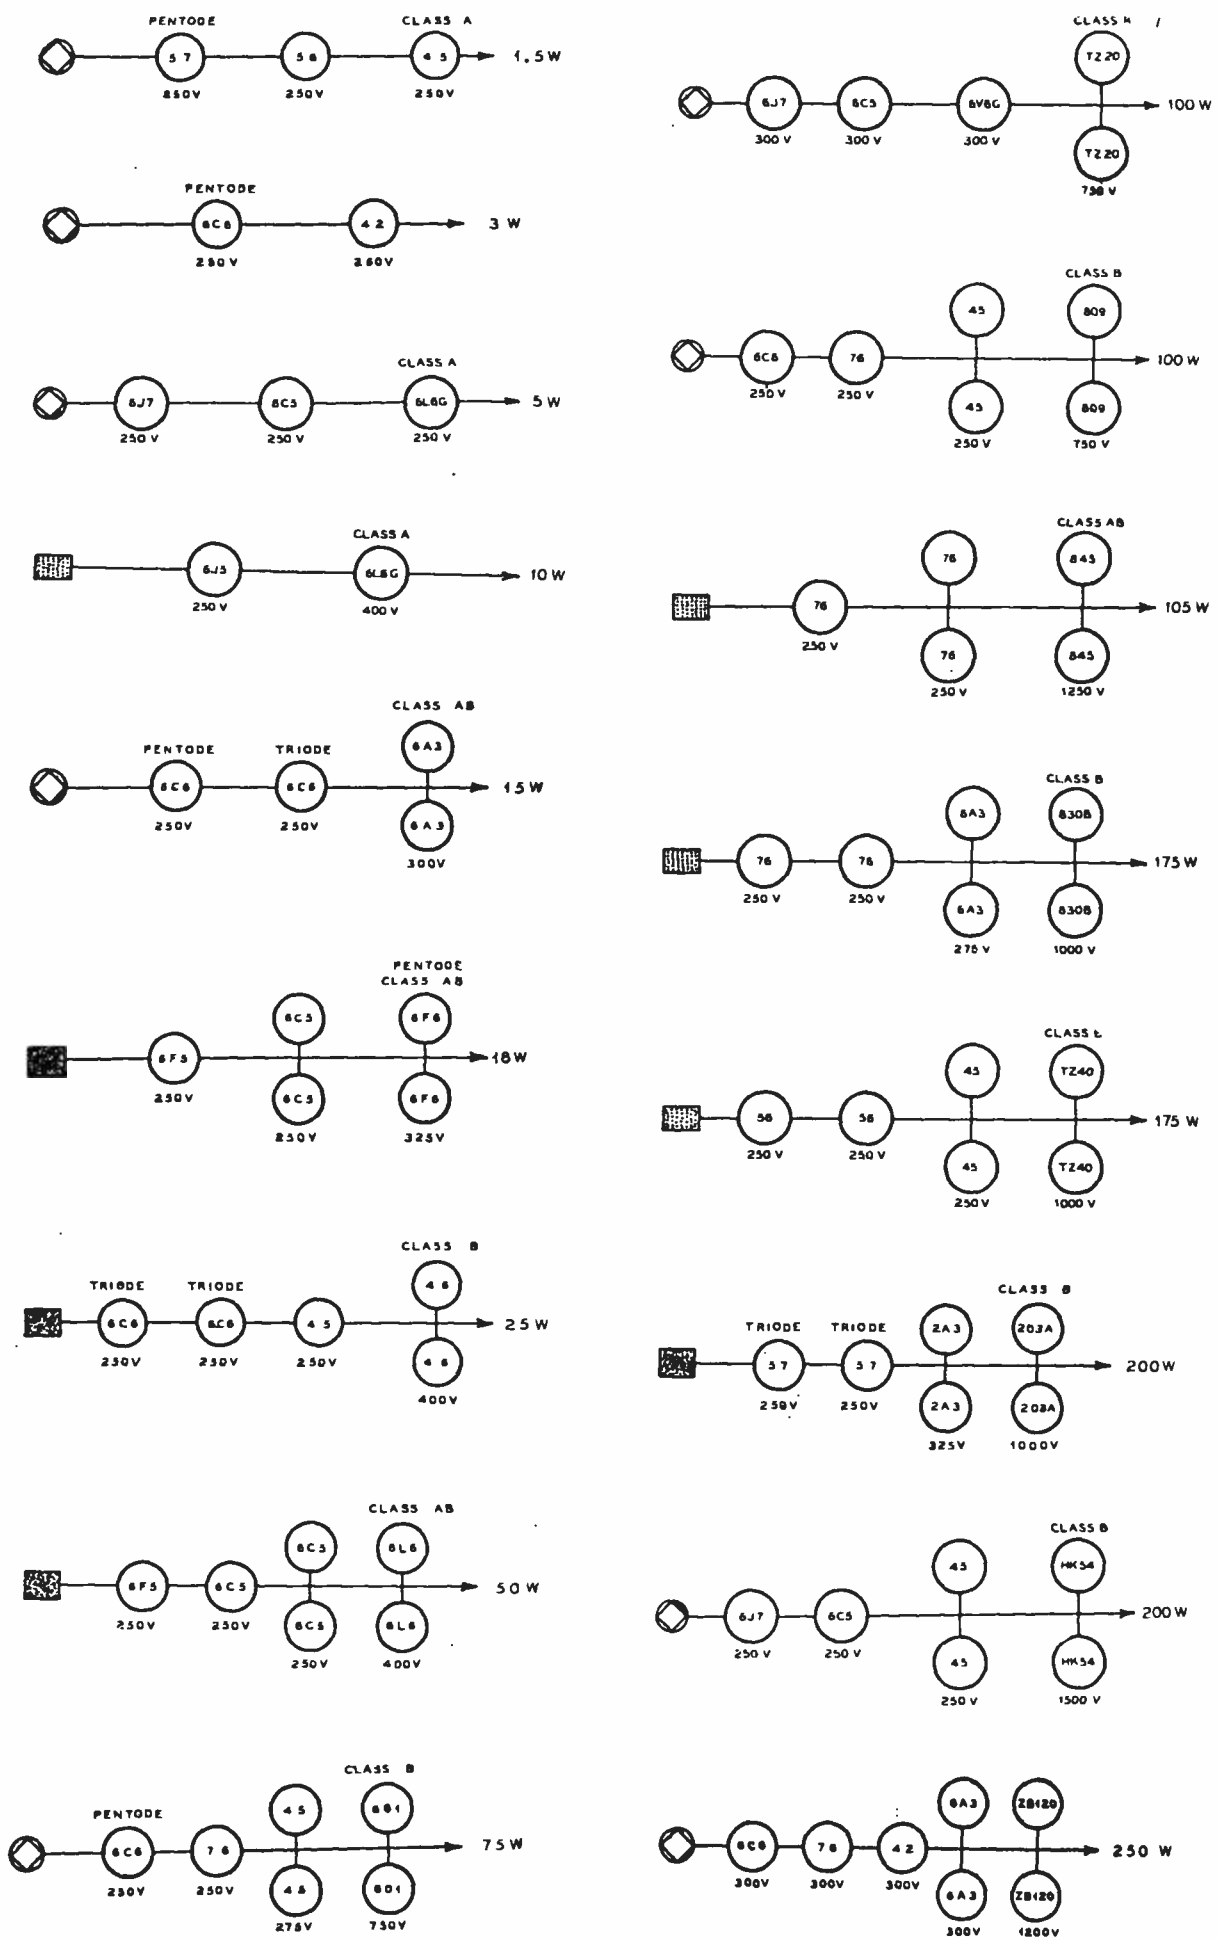 PENTODE CLASS A
57 56 45 1.5W
250V 250V 250V
PENTODE
6C6 42 3 W
250V 250V
CLASS A
6J7 6C5 6L6G 5 W
250 V 250 V 250 V
CLASS A
6J5 6L6G 10 W
250 V 400 V
CLASS AB
6A3
PENTODE TRIODE
6C6 6C6 15 W
250V 250V
6A3
300V
PENTODE
CLASS AB
6C5 6F6
6F5 18W
250V
6C5 6F6
250V 325V
CLASS B
46
TRIODE TRIODE
6C6 6C6 45 25 W
250V 250V 250V
46
400V
CLASS AB
6C5 6L6
6F5 6C5 50 W
250V 250V
6C5 6L6
250V 400V
CLASS B
45 801
PENTODE
6C6 76 75 W
250V 250V
45 801
275V 750V
CLASS
TZ20
6J7 6C5 6V6G 100 W
300 V 300 V 300 V
TZ20
750 V
CLASS B
45 809
6C6 76 100 W
250 V 250 V
45 809
250 V 750 V
CLASS AB
76 845
76 105 W
250 V
76 845
250 V 1250 V
CLASS B
6A3 830B
76 76 175 W
250 V 250 V
6A3 830B
275 V 1000 V
CLASS
45 TZ40
56 56 175 W
250 V 250 V
45 TZ40
250 V 1000 V
CLASS B
2A3 203A
TRIODE TRIODE
57 57 200 W
250V 250V
2A3 203A
325V 1000V
CLASS B
45 HK54
6J7 6C5 200 W
250 V 250 V
45 HK54
250 V 1500 V
6A3 ZB120
6C6 76 42 250 W
300V 300V 300V
6A3 ZB120
300V 1200V